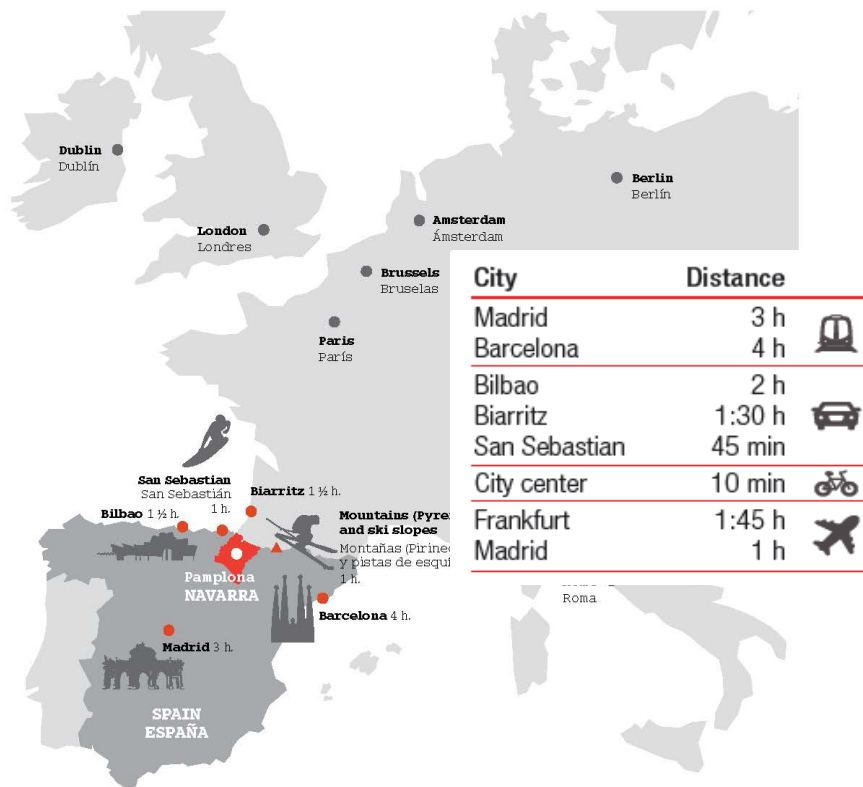 Dublin
Dublín
London
Londres
Berlin
Berlín
Amsterdam
Ámsterdam
Brussels
Bruselas
Paris
París
City Distance
Madrid 3 h
Barcelona 4 h
Bilbao 2 h
Biarritz 1:30 h
San Sebastian 45 min
City center 10 min
Frankfurt 1:45 h
Madrid 1 h
San Sebastian
San Sebastián
1 h.
Biarritz 1 ½ h.
Bilbao 1 ½ h.
Mountains (Pyre
and ski slopes
Montañas (Pirinec
y pistas de esquí
1 h.
Pamplona
NAVARRA
Barcelona 4 h.
Madrid 3 h.
SPAIN
ESPAÑA
Roma